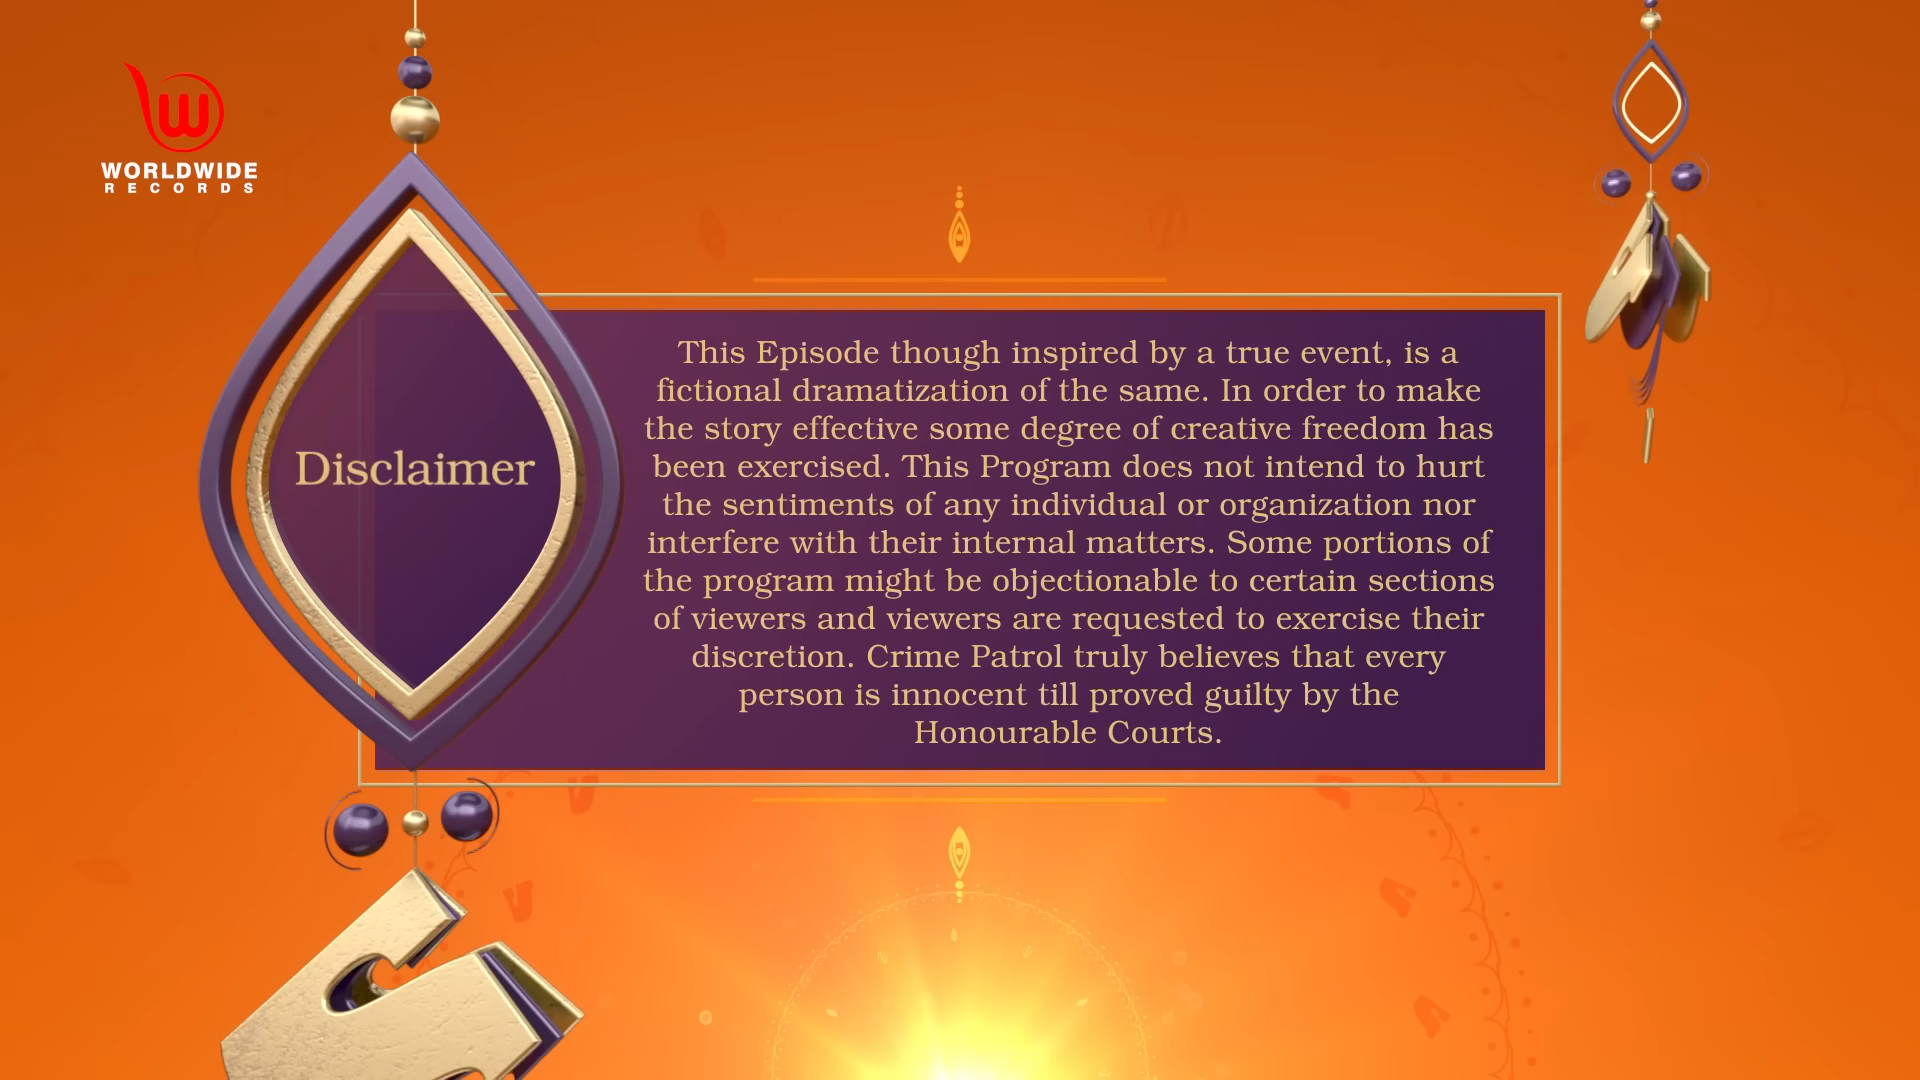 WORLDWIDE
RECORDS
Disclaimer
This Episode though inspired by a true event, is a
fictional dramatization of the same. In order to make
the story effective some degree of creative freedom has
been exercised. This Program does not intend to hurt
the sentiments of any individual or organization nor
interfere with their internal matters. Some portions of
the program might be objectionable to certain sections
of viewers and viewers are requested to exercise their
discretion. Crime Patrol truly believes that every
person is innocent till proved guilty by the
Honourable Courts.